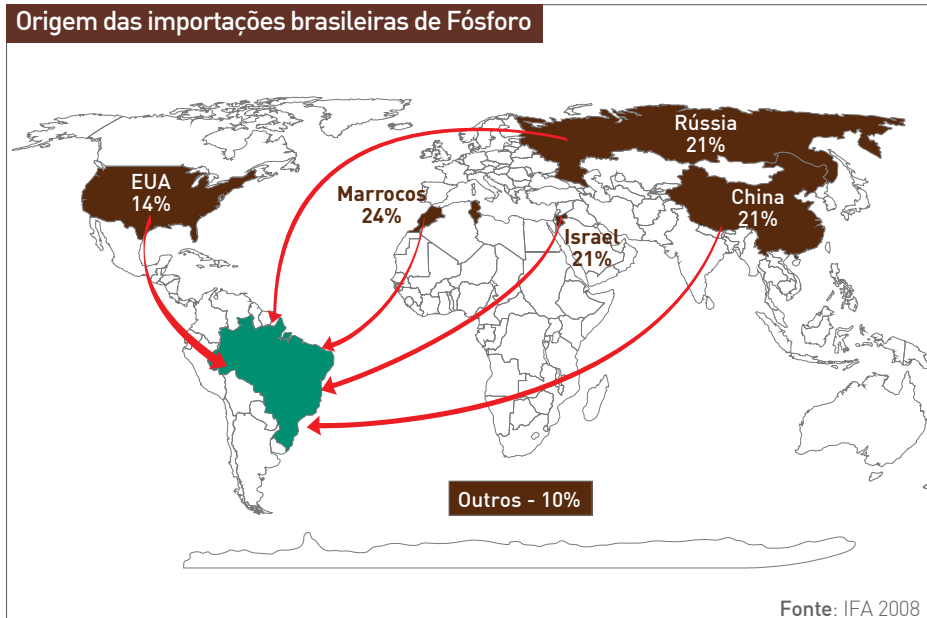 Origem das importações brasileiras de Fósforo
Rússia
21%
EUA
14%
Marrocos
24%
China
21%
Israel
21%
Outros - 10%
Fonte: IFA 2008